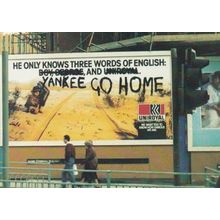 HE ONLY KNOWS THREE WORDS OF ENGLISH:
BOY, GEORGE, AND UNIROYAL
YANKEE GO HOME
UNIROYAL